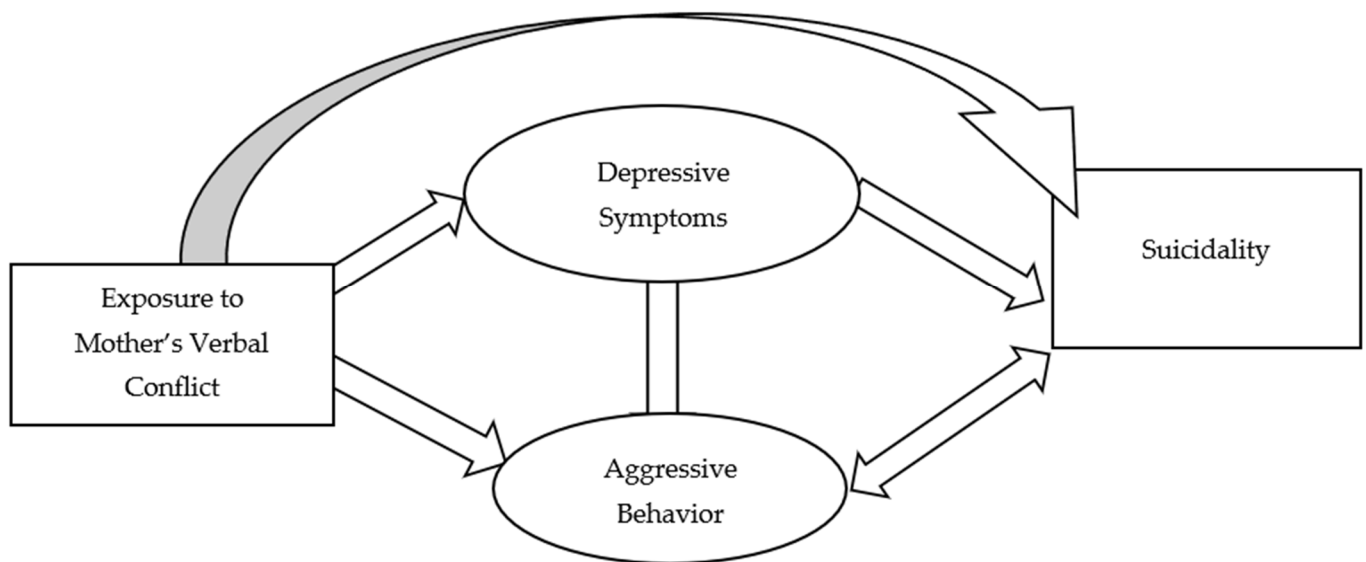 Depressive
Symptoms
Suicidality
Exposure to
Mother’s Verbal
Conflict
Aggressive
Behavior